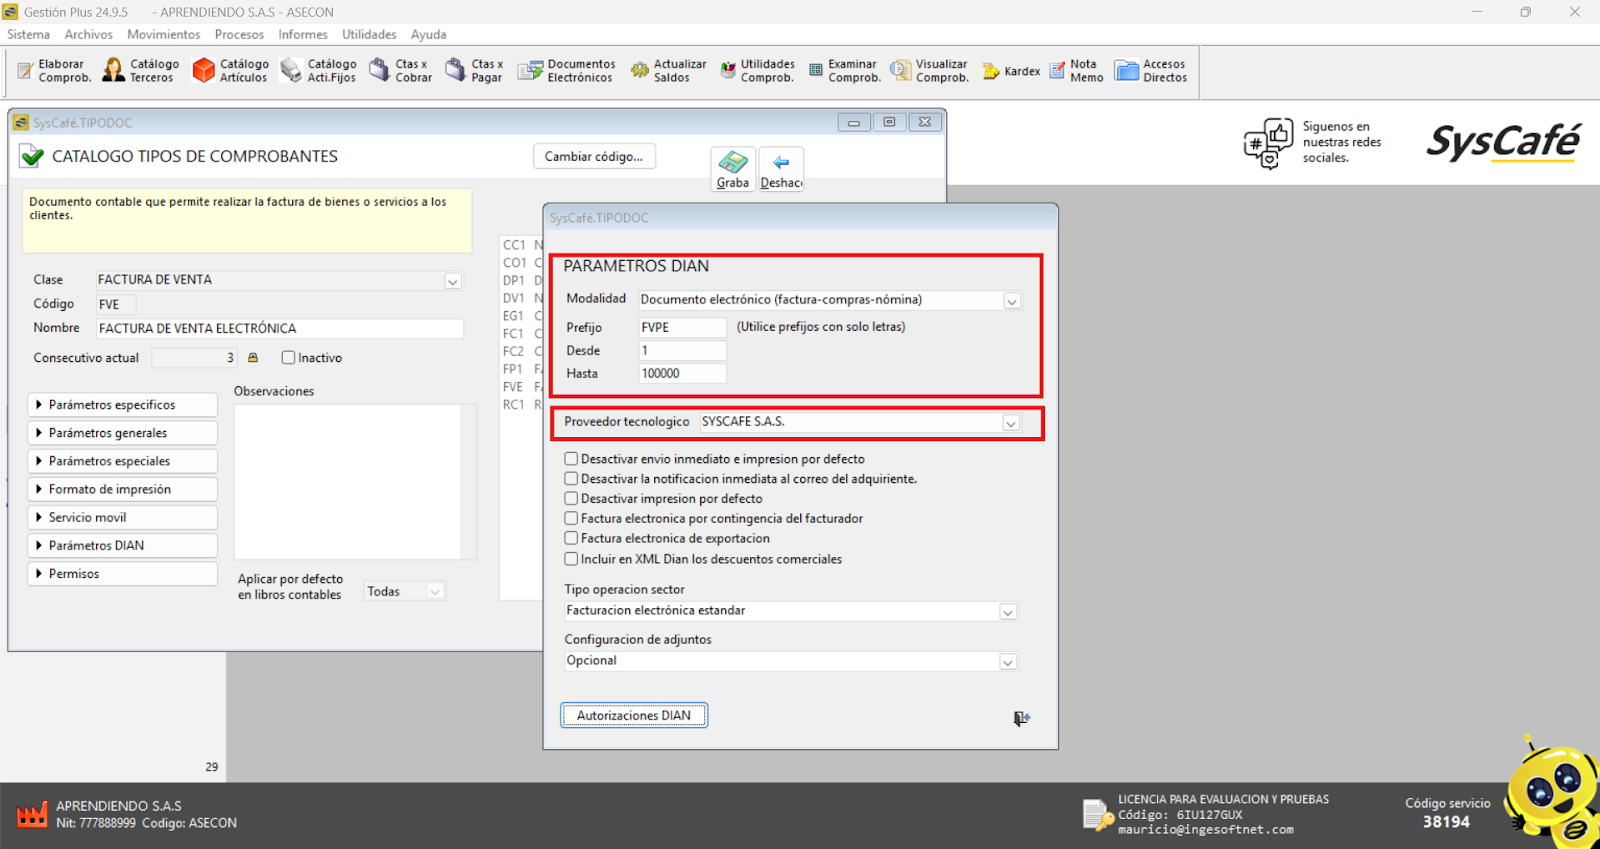 Gestión Plus 24.9.5 - APRENDIENDO S.A.S - ASECON
Sistema Archivos Movimientos Procesos Informes Utilidades Ayuda
Elaborar Comprob.
Catálogo Terceros
Catálogo Artículos
Catálogo Acti.Fijos
Ctas x Cobrar
Ctas x Pagar
Documentos Electrónicos
Actualizar Saldos
Utilidades Comprob.
Examinar Comprob.
Visualizar Comprob.
Kardex
Nota Memo
Accesos Directos
SysCafé.TIPODOC
CATALOGO TIPOS DE COMPROBANTES
Cambiar código...
Graba
Deshac
Documento contable que permite realizar la factura de bienes o servicios a los
clientes.
Clase FACTURA DE VENTA
Código FVE
Nombre FACTURA DE VENTA ELECTRÓNICA
Consecutivo actual 3 Inactivo
Parámetros especificos
Parámetros generales
Parámetros especiales
Formato de impresión
Servicio movil
Parámetros DIAN
Permisos
Observaciones
Aplicar por defecto
en libros contables Todas
CC1 N
CO1 C
DP1 D
DV1 N
EG1 C
FC1 C
FC2 C
FP1 FA
FVE FA
RC1 R
SysCafé.TIPODOC
PARAMETROS DIAN
Modalidad Documento electrónico (factura-compras-nómina)
Prefijo FVPE (Utilice prefijos con solo letras)
Desde 1
Hasta 100000
Proveedor tecnologico SYSCAFE S.A.S.
Desactivar envio inmediato e impresion por defecto
Desactivar la notificacion inmediata al correo del adquiriente.
Desactivar impresion por defecto
Factura electronica por contingencia del facturador
Factura electronica de exportacion
Incluir en XML Dian los descuentos comerciales
Tipo operacion sector
Facturacion electrónica estandar
Configuracion de adjuntos
Opcional
Autorizaciones DIAN
Siguenos en
nuestras redes
sociales.
SysCafé
29
APRENDIENDO S.A.S
Nit: 777888999 Codigo: ASECON
LICENCIA PARA EVALUACION Y PRUEBAS
Código: 6IU127GUX
mauricio@ingesoftnet.com
Código servicio
38194